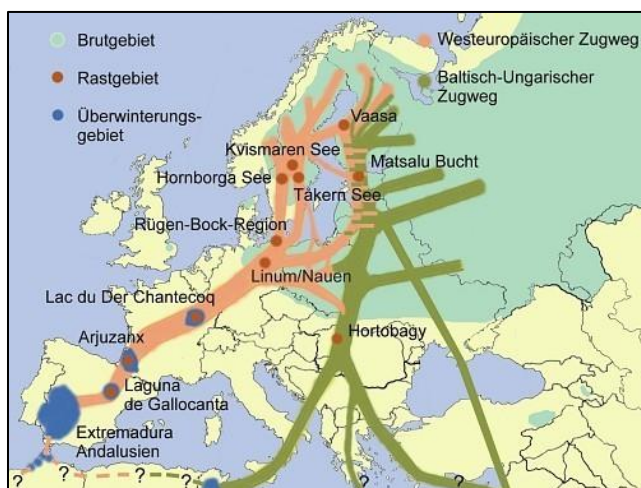 Brutgebiet
Rastgebiet
Überwinterungs-
gebiet
Westeuropäischer Zugweg
Baltisch-Ungarischer
Zugweg
Vaasa
Kvismaren See
Matsalu Bucht
Hornborga See
Tåkern See
Rügen-Bock-Region
Linum/Nauen
Lac du Der Chantecoq
Hortobagy
Arjuzanx
Laguna
de Gallocanta
Extremadura
Andalusien
? ? ? ? ? ?